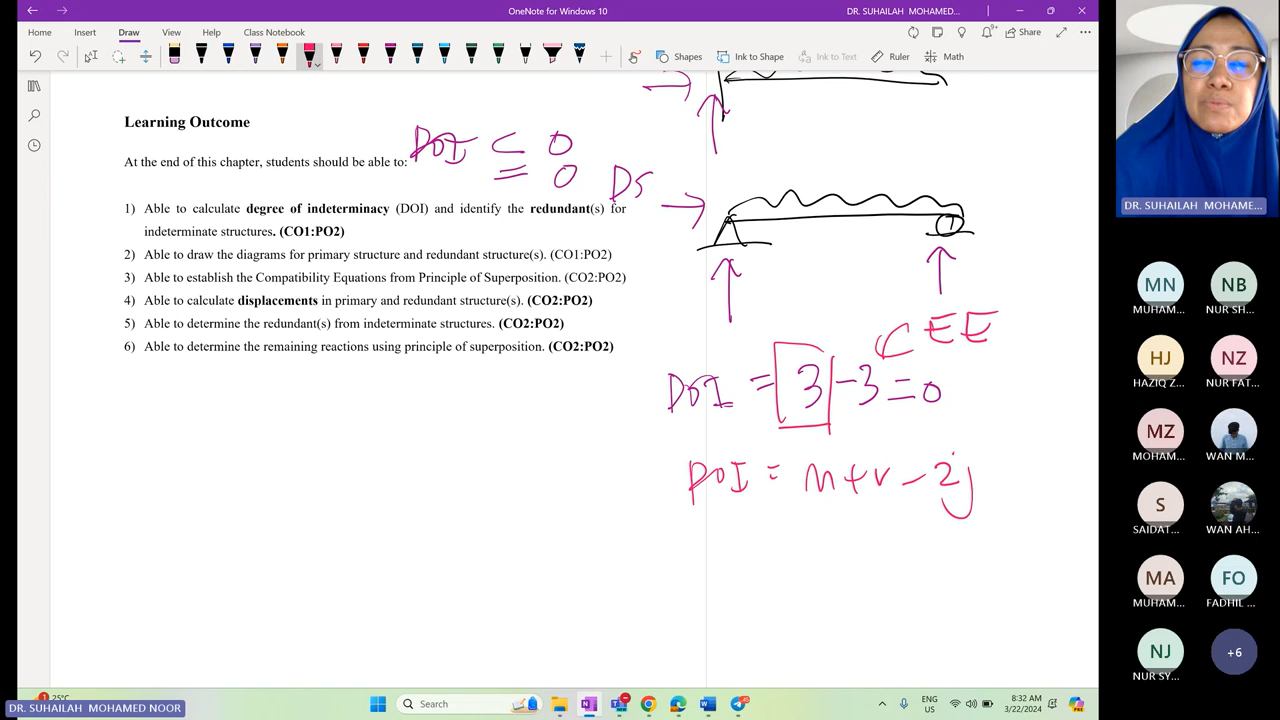 OneNote for Windows 10
DR. SUHAILAH MOHAMED...
Home Insert Draw View Help Class Notebook
9+ Share
Shapes Ink to Shape Ink to Text Ruler Math
Learning Outcome
At the end of this chapter, students should be able to:
DOI < 0
= 0
DS
1) Able to calculate degree of indeterminacy (DOI) and identify the redundant(s) for
indeterminate structures. (CO1:PO2)
2) Able to draw the diagrams for primary structure and redundant structure(s). (CO1:PO2)
3) Able to establish the Compatibility Equations from Principle of Superposition. (CO2:PO2)
4) Able to calculate displacements in primary and redundant structure(s). (CO2:PO2)
5) Able to determine the redundant(s) from indeterminate structures. (CO2:PO2)
6) Able to determine the remaining reactions using principle of superposition. (CO2:PO2)
EE
DOI = 3 - 3 = 0
DOI = m + r - 2j
DR. SUHAILAH MOHAME...
MN
MUHAM...
NB
NUR SH...
HJ
HAZIQ Z...
NZ
NUR FAT...
MZ
MOHAM...
WAN M...
S
SAIDAT...
WAN AH...
MA
MUHAM...
FO
FADHIL ...
NJ
NUR SY...
+6
1
25°C
DR. SUHAILAH MOHAMED NOOR
Search
ENG
US
8:32 AM
3/22/2024